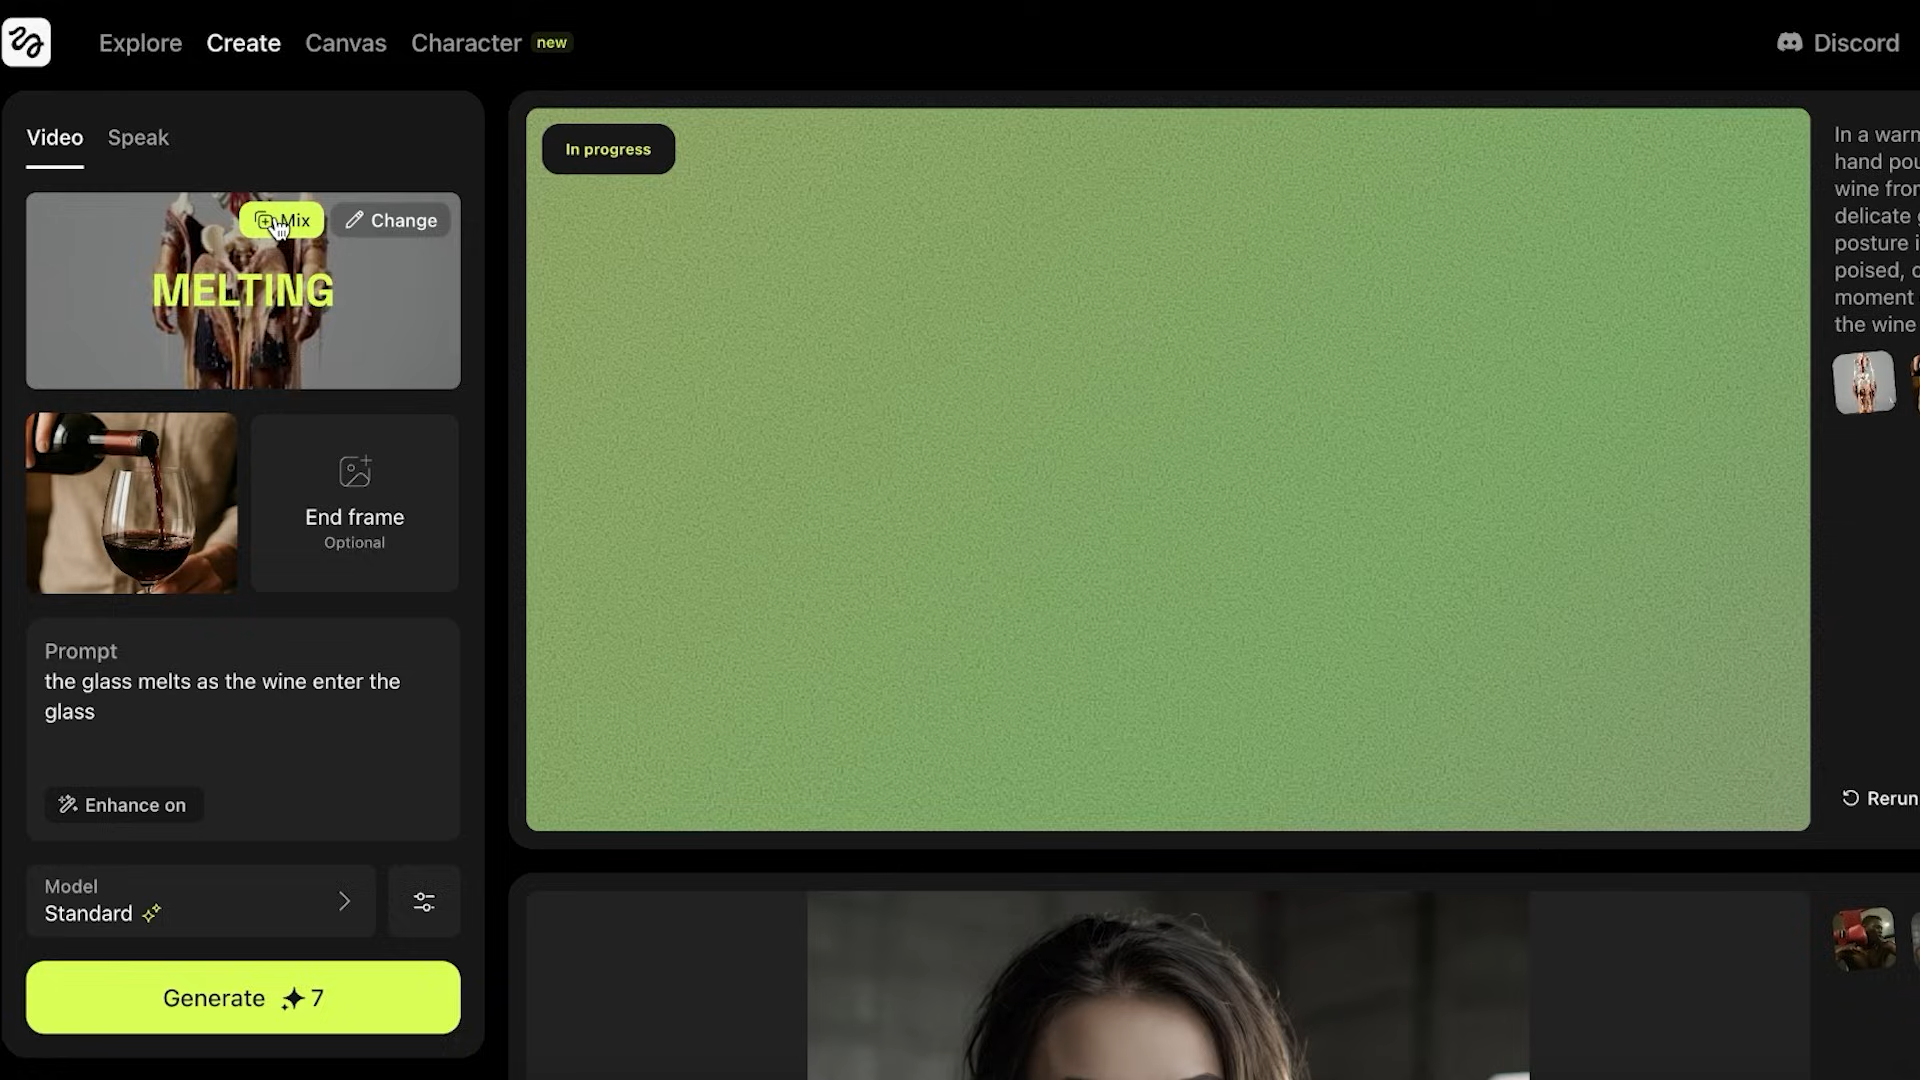 Explore Create Canvas Character new
Discord
Video Speak
Mix Change
MELTING
End frame
Optional
Prompt
the glass melts as the wine enter the
glass
Enhance on
Model
Standard
Generate 7
In progress
In a warm
hand pou
wine from
delicate g
posture i
poised, c
moment
the wine
Rerun